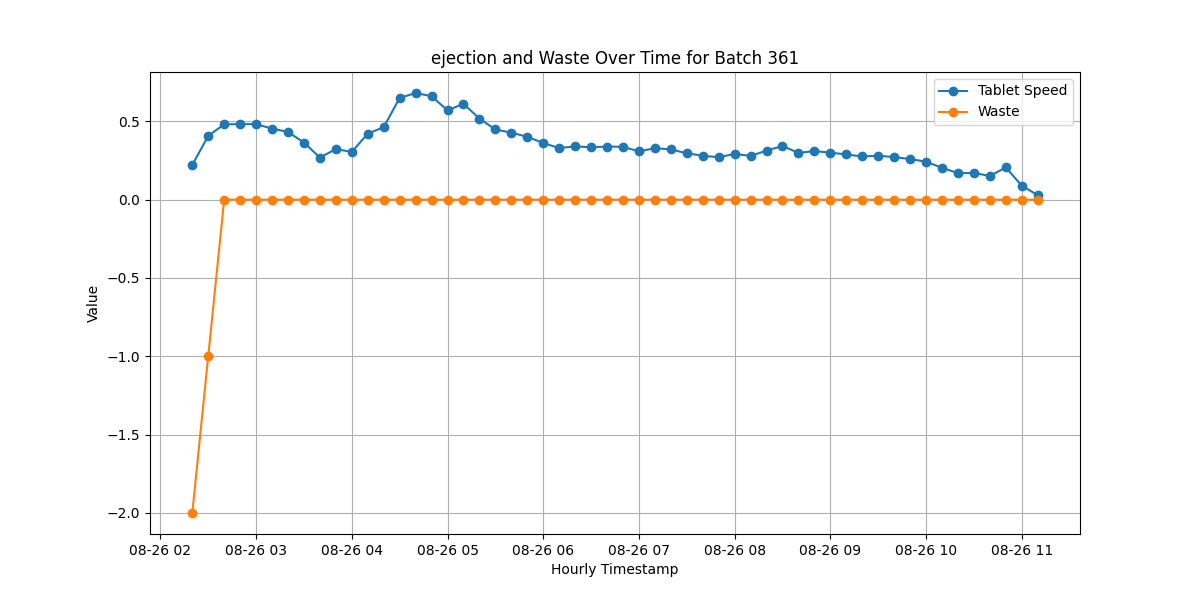 ejection and Waste Over Time for Batch 361
Tablet Speed
Waste
0.5
0.0
−0.5
−1.0
−1.5
−2.0
Value
08-26 02 08-26 03 08-26 04 08-26 05 08-26 06 08-26 07 08-26 08 08-26 09 08-26 10 08-26 11
Hourly Timestamp